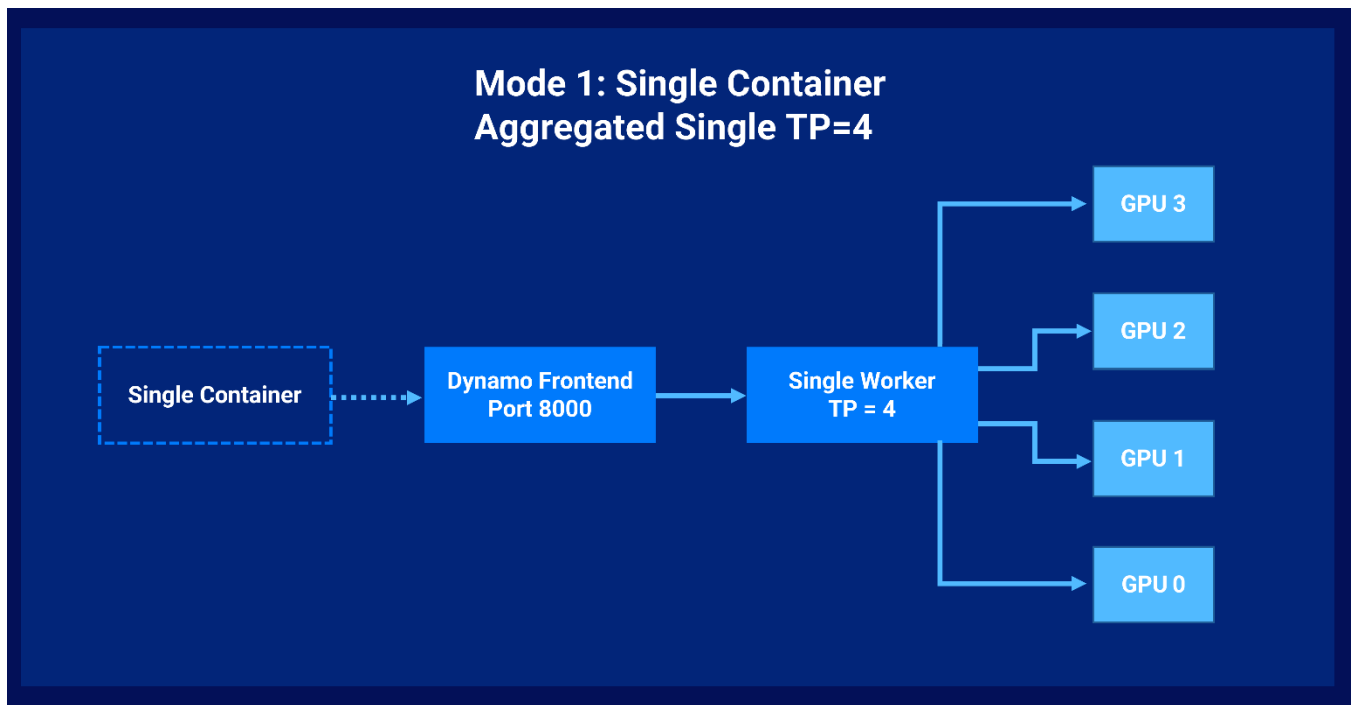 Mode 1: Single Container
Aggregated Single TP=4
Single Container
Dynamo Frontend
Port 8000
Single Worker
TP = 4
GPU 3
GPU 2
GPU 1
GPU 0